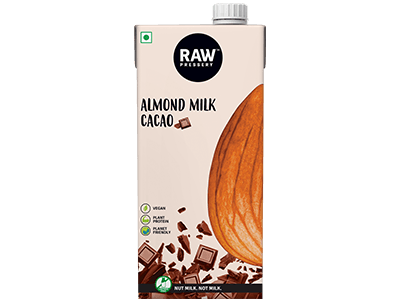 RAW
PRESSERY
ALMOND MILK
CACAO
VEGAN
PLANT
PROTEIN
PLANET
FRIENDLY
NUT MILK. NOT MILK.